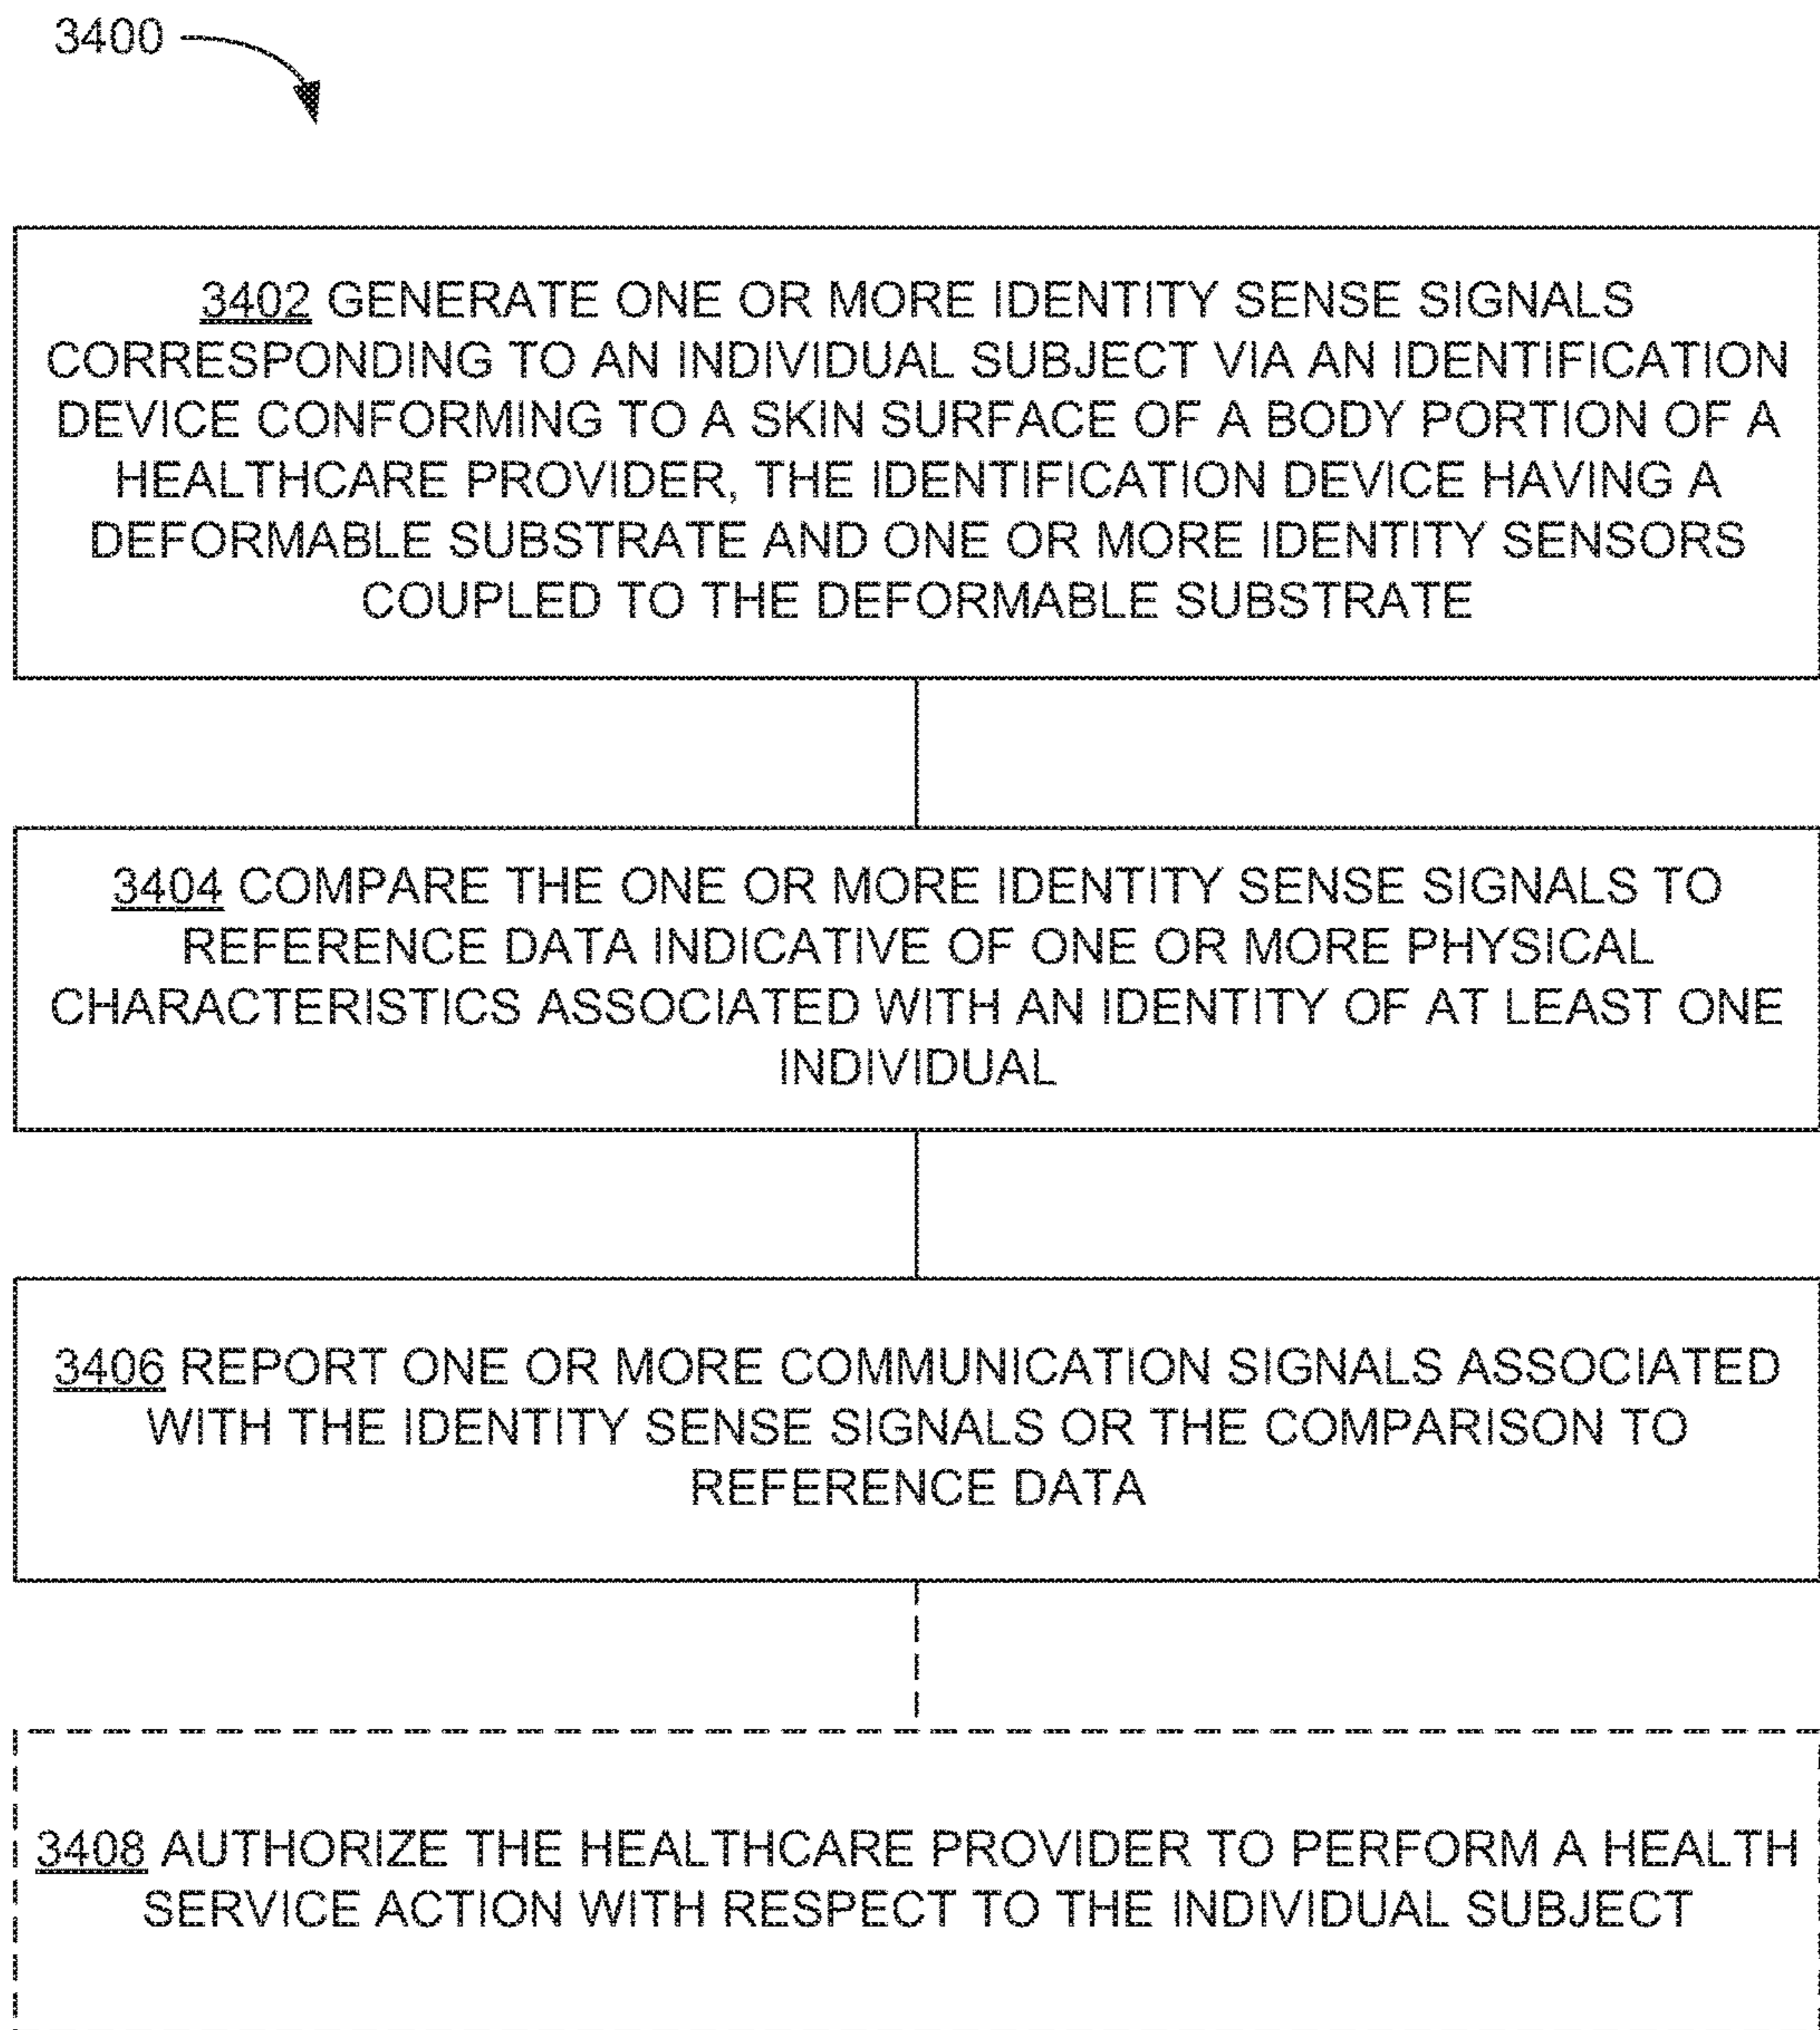 3400
3402 GENERATE ONE OR MORE IDENTITY SENSE SIGNALS
CORRESPONDING TO AN INDIVIDUAL SUBJECT VIA AN IDENTIFICATION
DEVICE CONFORMING TO A SKIN SURFACE OF A BODY PORTION OF A
HEALTHCARE PROVIDER, THE IDENTIFICATION DEVICE HAVING A
DEFORMABLE SUBSTRATE AND ONE OR MORE IDENTITY SENSORS
COUPLED TO THE DEFORMABLE SUBSTRATE
3404 COMPARE THE ONE OR MORE IDENTITY SENSE SIGNALS TO
REFERENCE DATA INDICATIVE OF ONE OR MORE PHYSICAL
CHARACTERISTICS ASSOCIATED WITH AN IDENTITY OF AT LEAST ONE
INDIVIDUAL
3406 REPORT ONE OR MORE COMMUNICATION SIGNALS ASSOCIATED
WITH THE IDENTITY SENSE SIGNALS OR THE COMPARISON TO
REFERENCE DATA
3408 AUTHORIZE THE HEALTHCARE PROVIDER TO PERFORM A HEALTH
SERVICE ACTION WITH RESPECT TO THE INDIVIDUAL SUBJECT